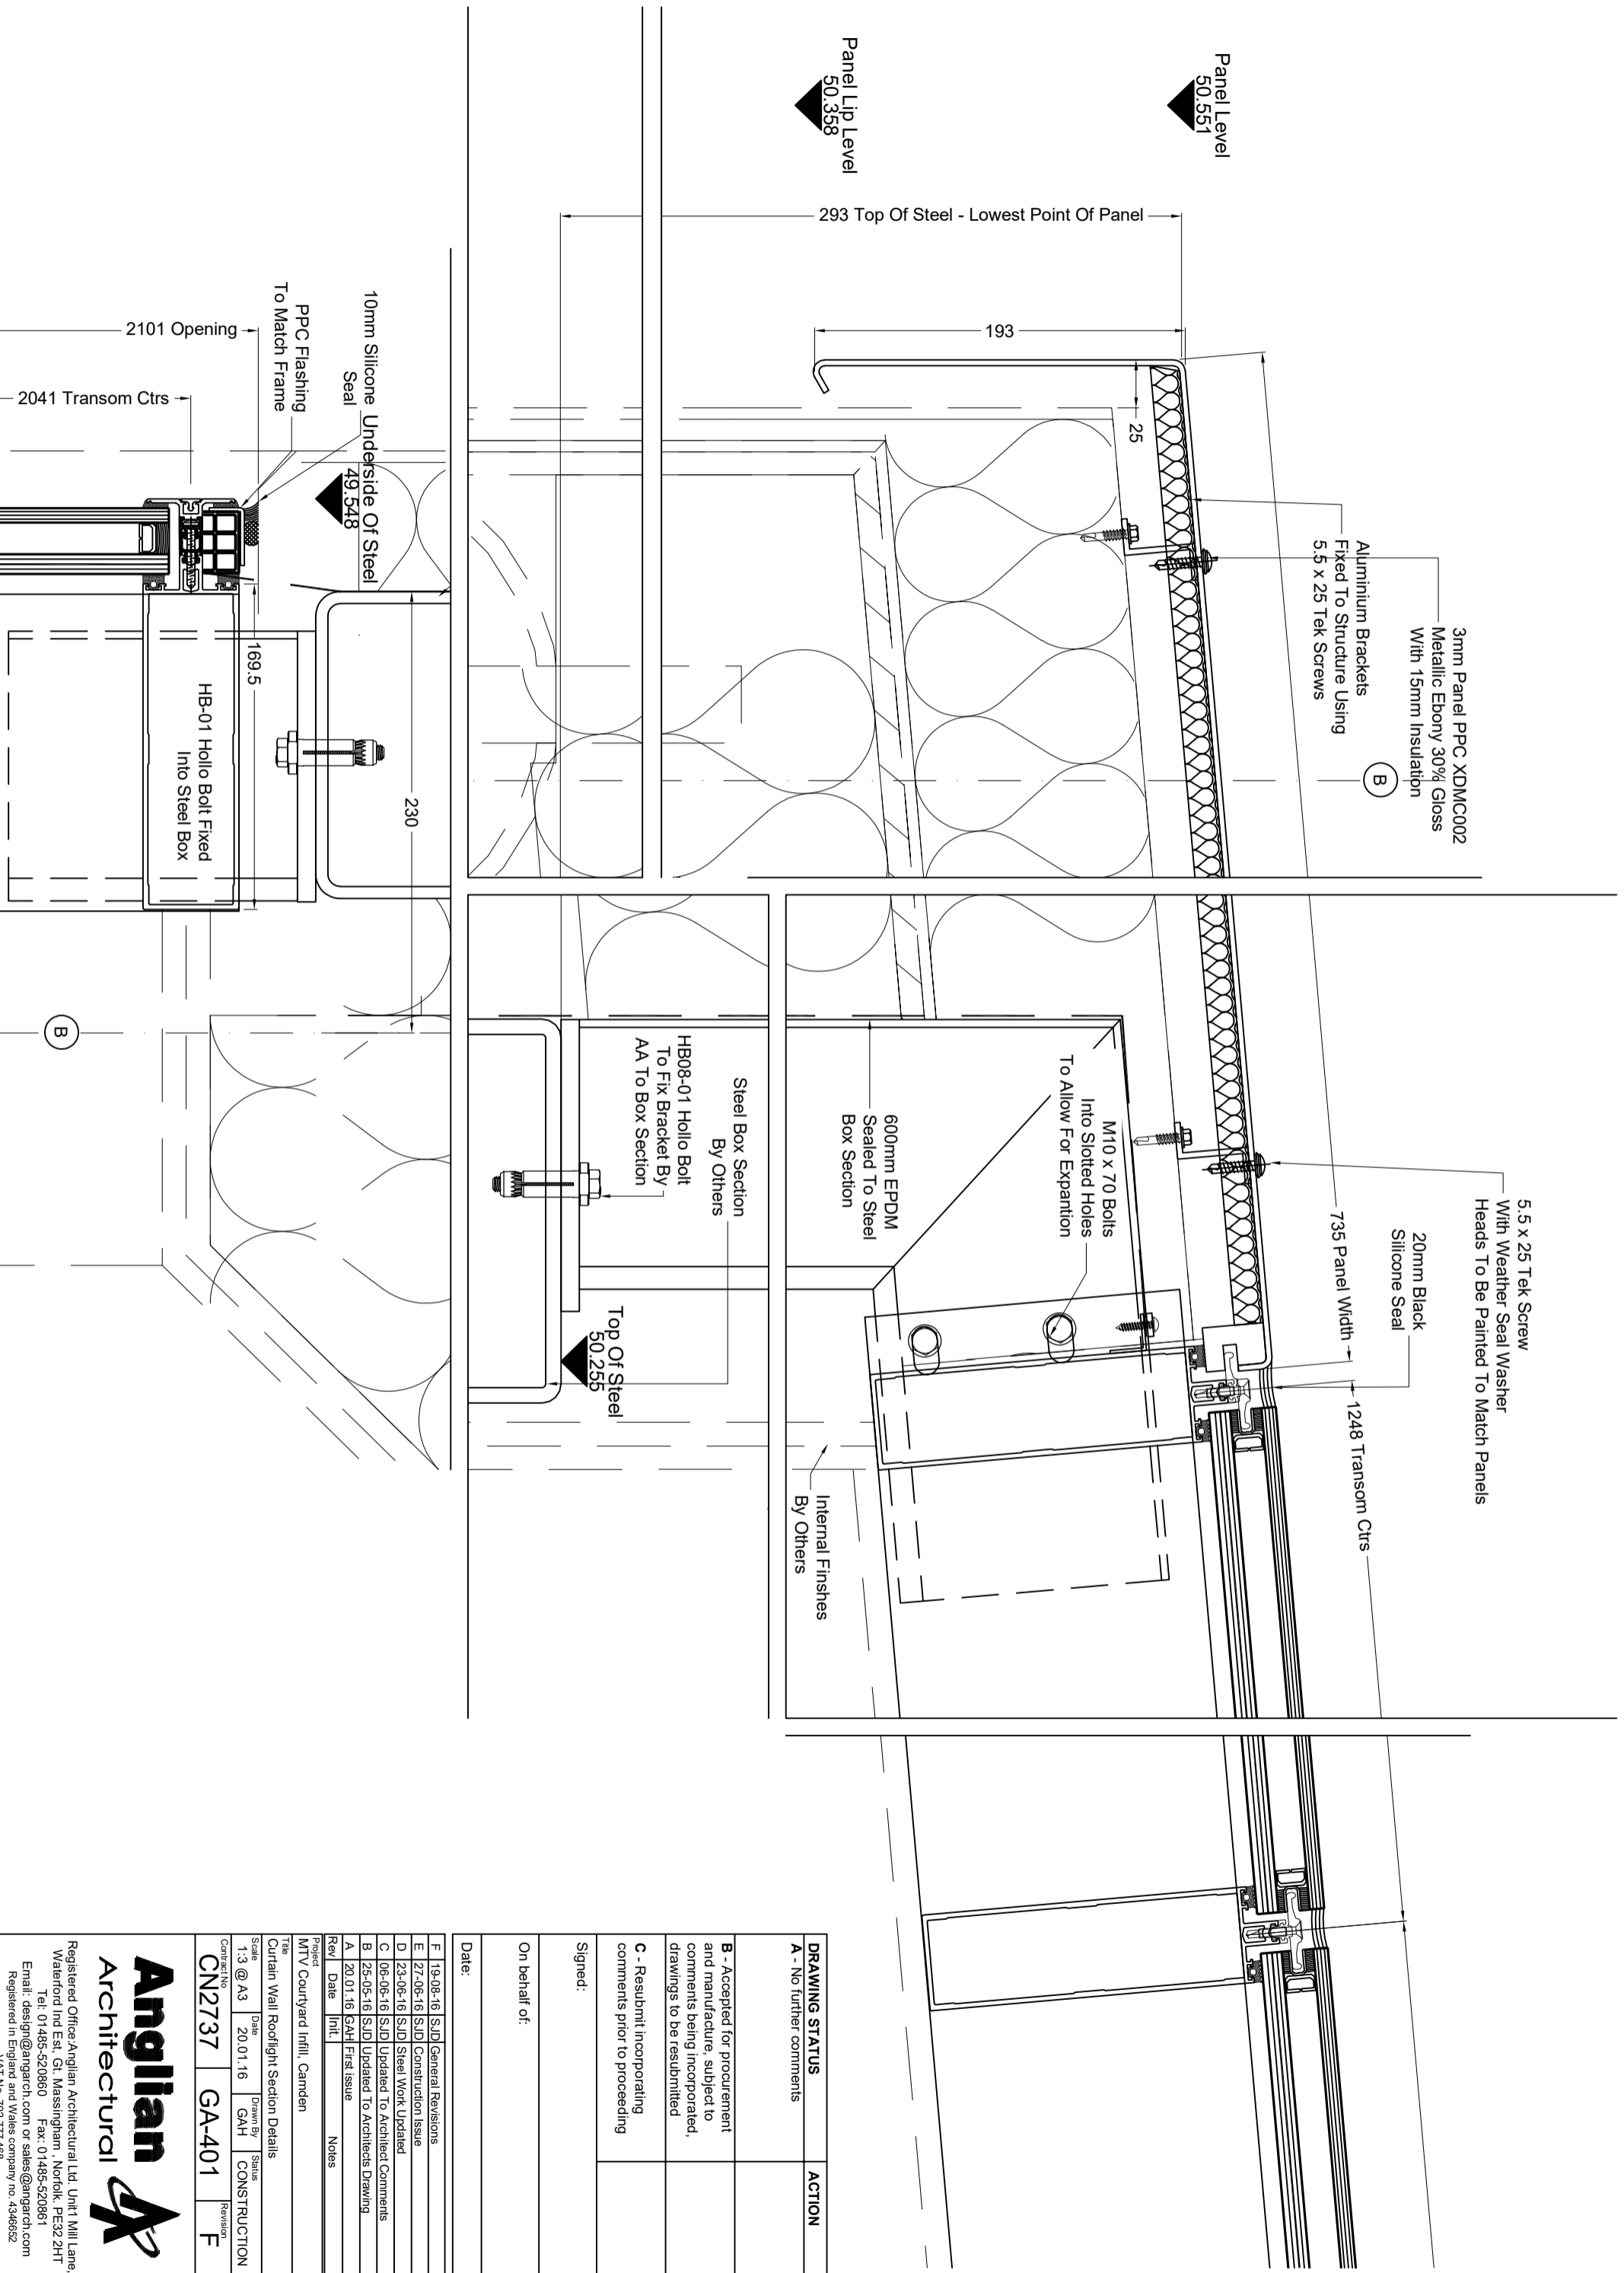 Panel Level
50.551
Panel Lip Level
50.358
293 Top Of Steel - Lowest Point Of Panel
193
25
3mm Panel PPC XDMC002
Metallic Ebony 30% Gloss
With 15mm Insulation
Aluminium Brackets
Fixed To Structure Using
5.5 x 25 Tek Screws
B
5.5 x 25 Tek Screw
With Weather Seal Washer
Heads To Be Painted To Match Panels
20mm Black
Silicone Seal
735 Panel Width
1248 Transom Ctrs
M10 x 70 Bolts
Into Slotted Holes
To Allow For Expantion
600mm EPDM
Sealed To Steel
Box Section
Steel Box Section
By Others
HB08-01 Hollo Bolt
To Fix Bracket By
AA To Box Section
Top Of Steel
50.255
Internal Finshes
By Others
2101 Opening
2041 Transom Ctrs
PPC Flashing
To Match Frame
10mm Silicone
Seal
Underside Of Steel
49.548
169.5
230
HB-01 Hollo Bolt Fixed
Into Steel Box
B
DRAWING STATUS
ACTION
A - No further comments
B - Accepted for procurement
and manufacture, subject to
comments being incorporated,
drawings to be resubmitted
C - Resubmit incorporating
comments prior to proceeding
Signed:
On behalf of:
Date:
F 19-08-16 SJD General Revisions
E 27-06-16 SJD Construction Issue
D 23-06-16 SJD Steel Work Updated
C 06-06-16 SJD Updated To Architect Comments
B 25-05-16 SJD Updated To Architects Drawing
A 20.01.16 GAH First issue
Rev Date Init. Notes
Project
MTV Courtyard Infill, Camden
Title
Curtain Wall Rooflight Section Details
Scale Date Drawn By Status
1:3 @ A3 20.01.16 GAH CONSTRUCTION
Contract No. Revision
CN2737 GA-401 F
Anglian
Architectural
Registered Office:Anglian Architectural Ltd. Unit1 Mill Lane,
Waterford Ind Est, Gt. Massingham , Norfolk. PE32 2HT
Tel: 01485-520860 Fax: 01485-520861
Email: design@angarch.com or sales@angarch.com
Registered in England and Wales company no. 4346652